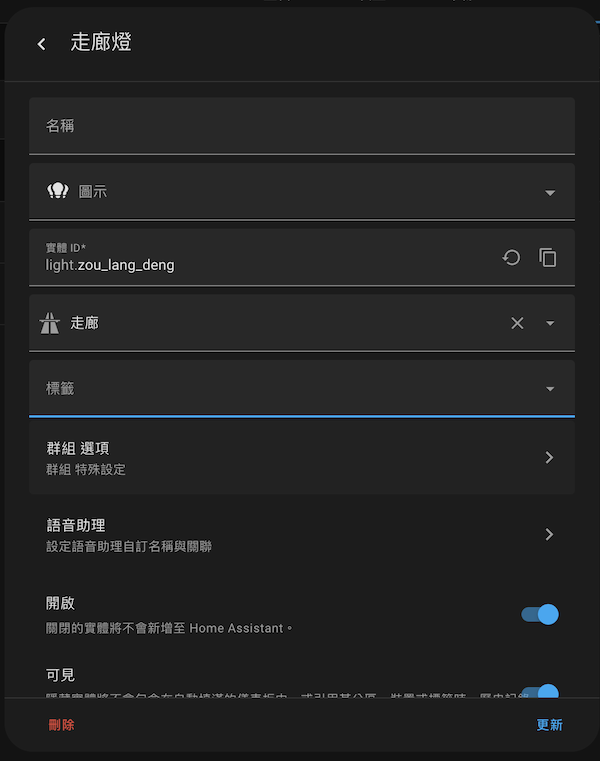 走廊燈
名稱
圖示
實體 ID*
light.zou_lang_deng
走廊
標籤
群組 選項
群組 特殊設定
語音助理
設定語音助理自訂名稱與關聯
開啟
關閉的實體將不會新增至 Home Assistant。
可見
刪除
更新